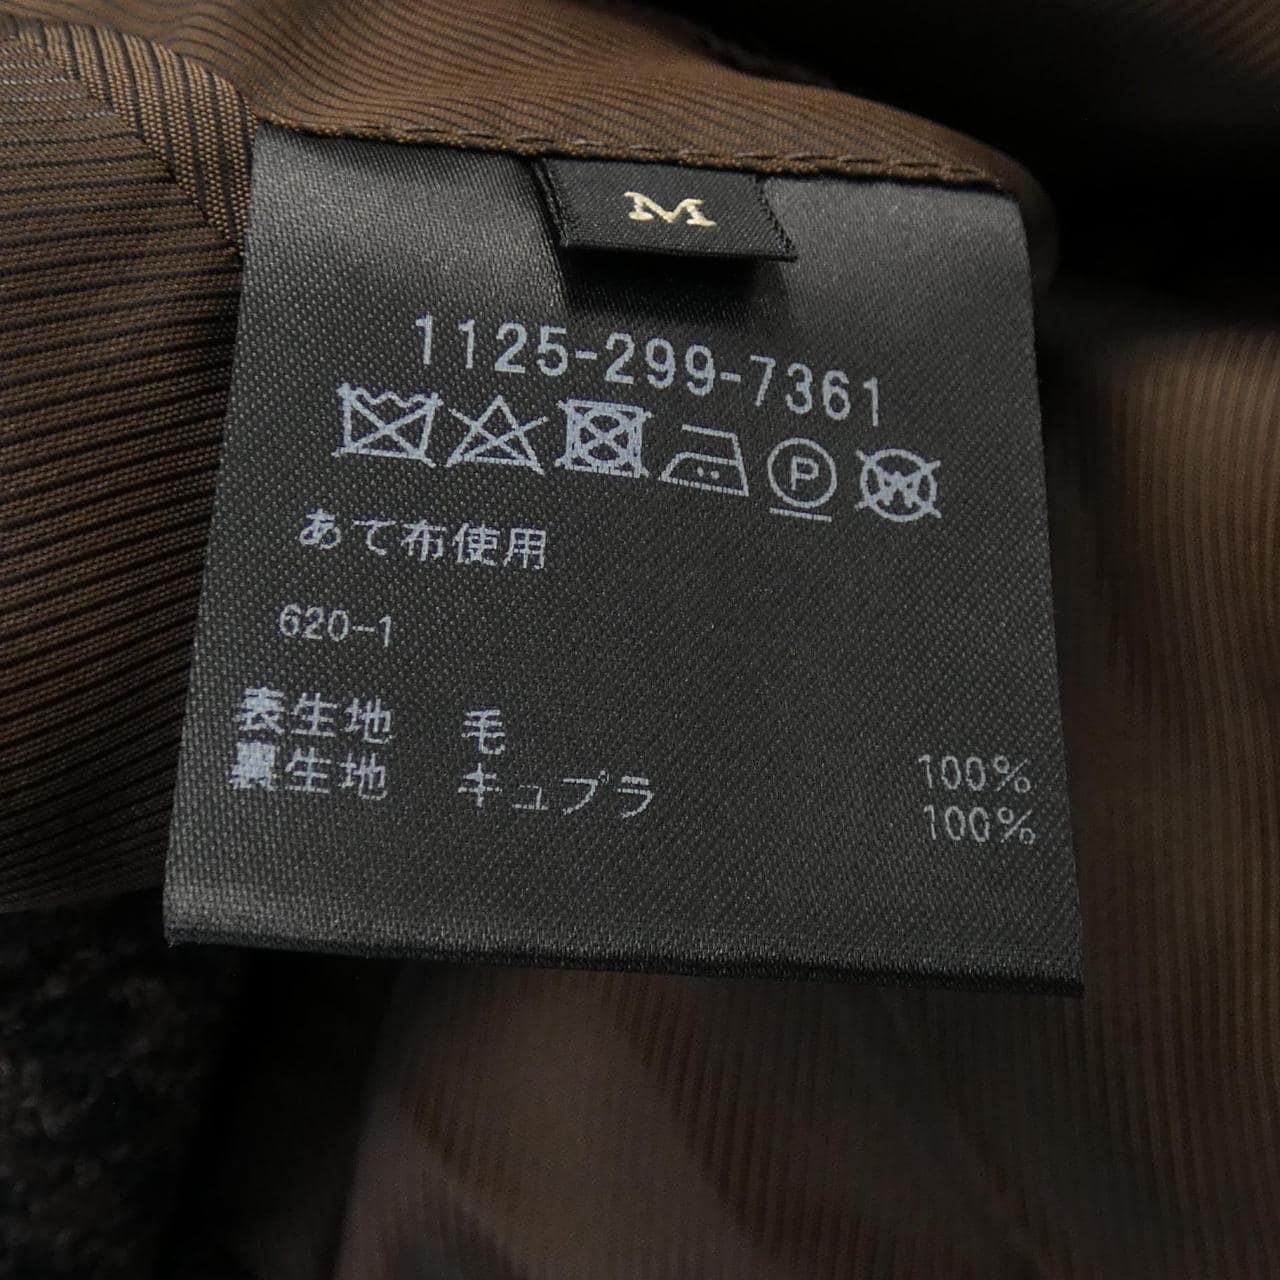 M
1125-299-7361
P
W
あて布使用
620-1
表生地 毛 100%
裏生地 キュプラ 100%